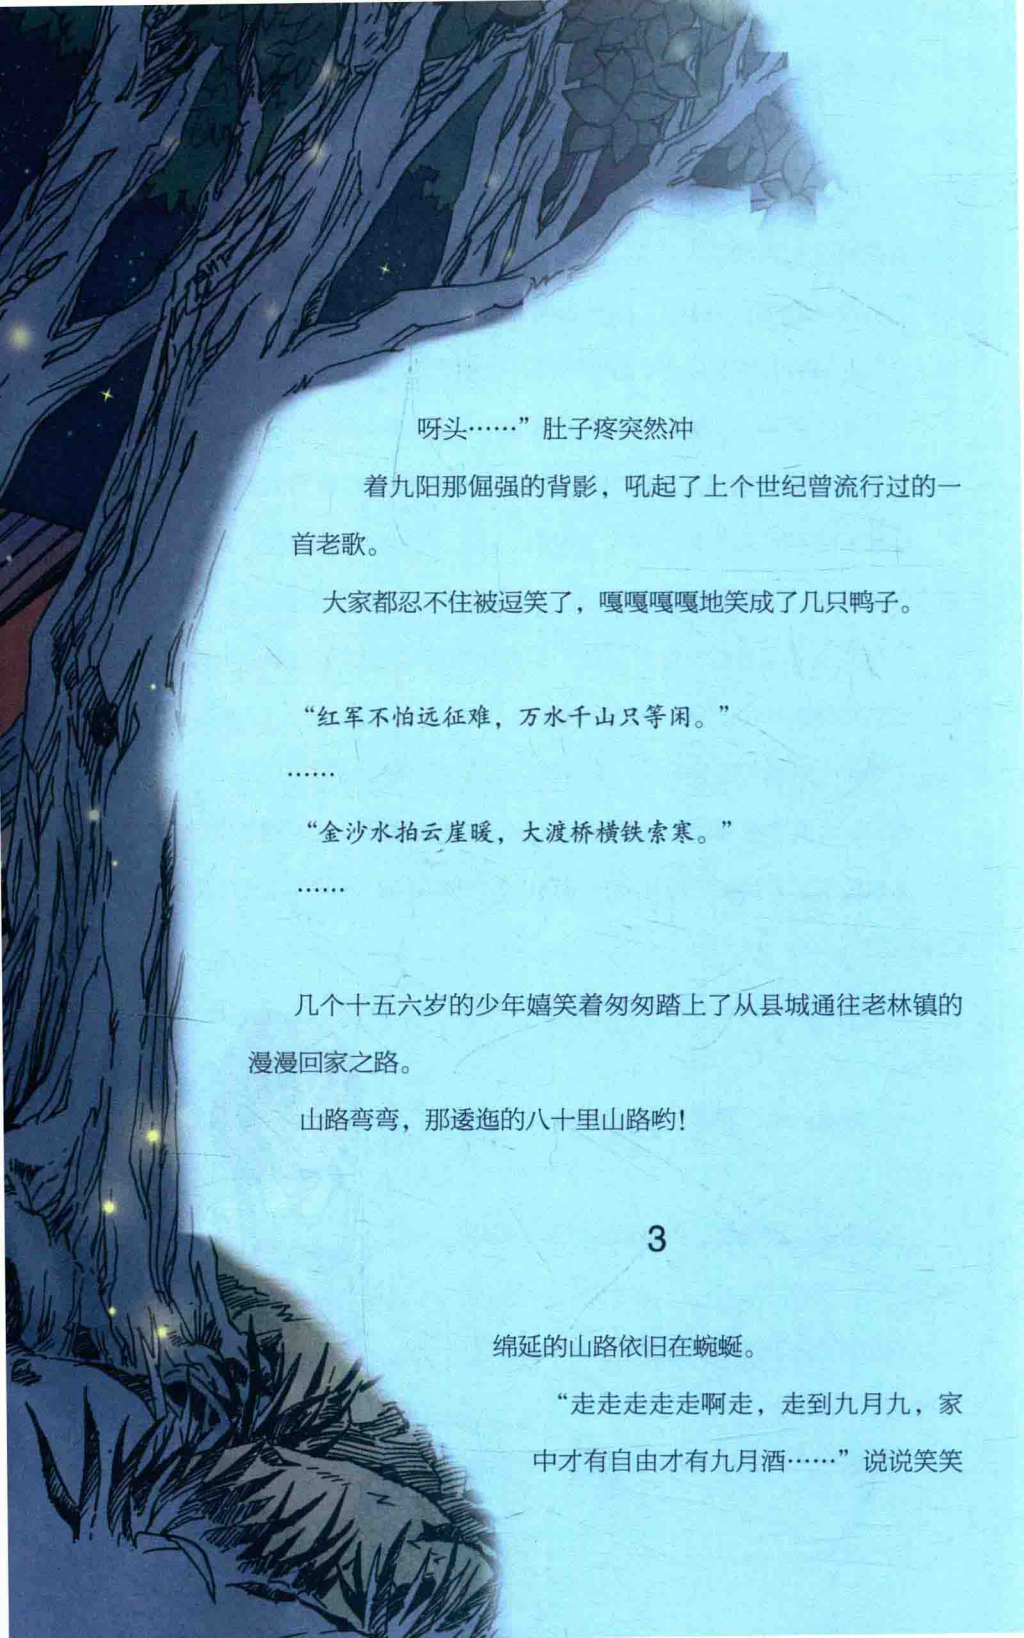 呀头……”肚子疼突然冲
着九阳那倔强的背影，吼起了上个世纪曾流行过的一
首老歌。
大家都忍不住被逗笑了，嘎嘎嘎嘎地笑成了几只鸭子。
“红军不怕远征难，万水千山只等闲。”
……
“金沙水拍云崖暖，大渡桥横铁索寒。”
……
几个十五六岁的少年嬉笑着匆匆踏上了从县城通往老林镇的
漫漫回家之路。
山路弯弯，那逶迤的八十里山路哟！
3
绵延的山路依旧在蜿蜒。
“走走走走走啊走，走到九月九，家
中才有自由才有九月酒……”说说笑笑